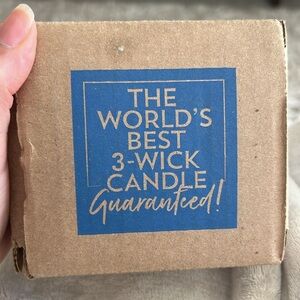 THE
WORLD'S
BEST
3-WICK
CANDLE
Guaranteed!